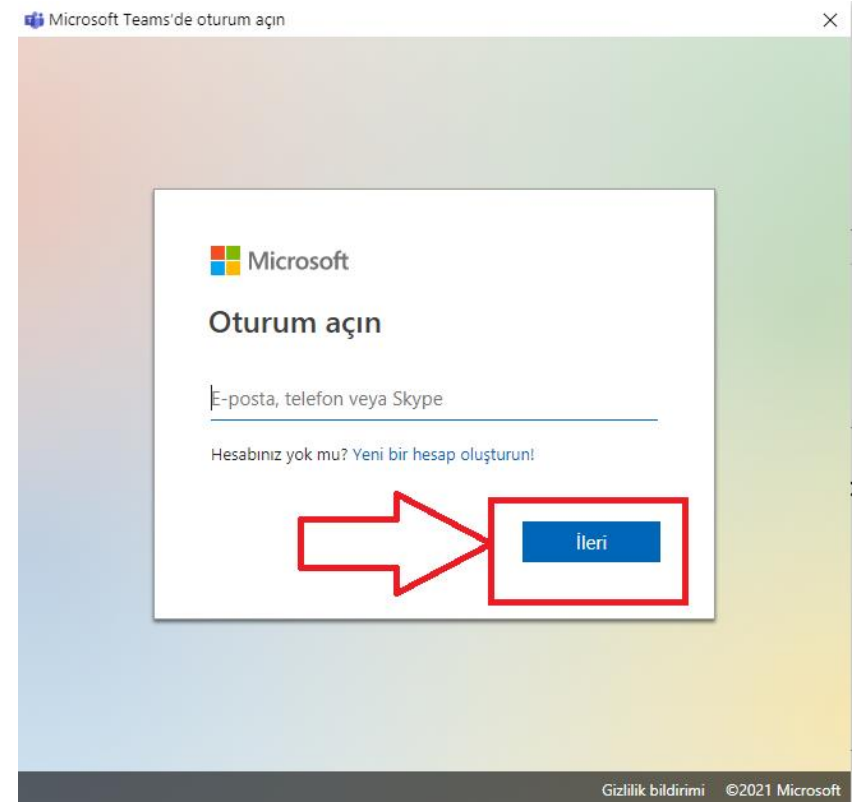 Microsoft Teams'de oturum açın
Microsoft
Oturum açın
E-posta, telefon veya Skype
Hesabınız yok mu? Yeni bir hesap oluşturun!
İleri
Gizlilik bildirimi ©2021 Microsoft